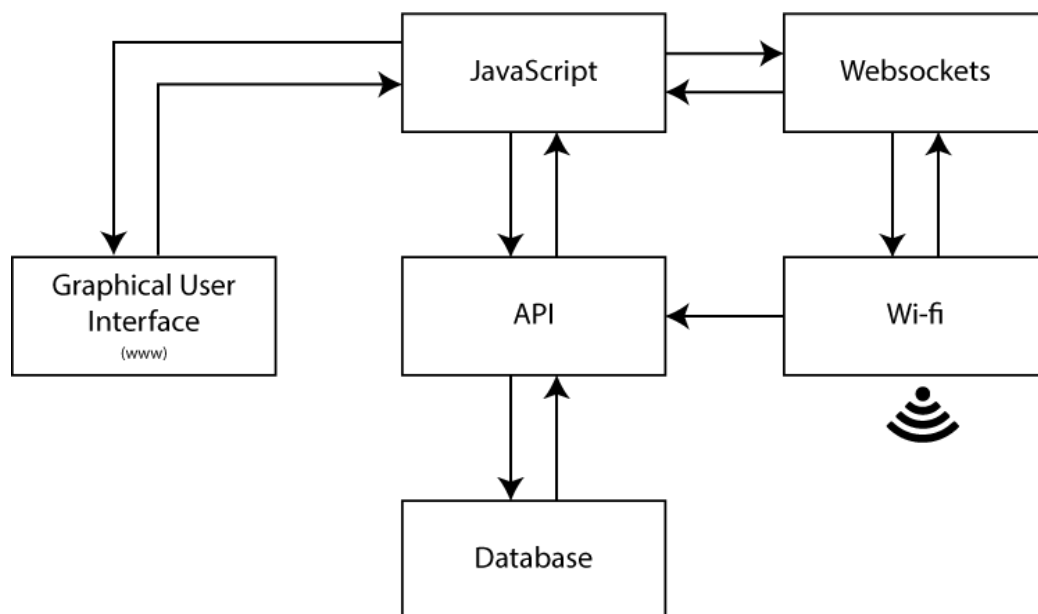 JavaScript
Websockets
Graphical User
Interface
(www)
API
Wi-fi
Database